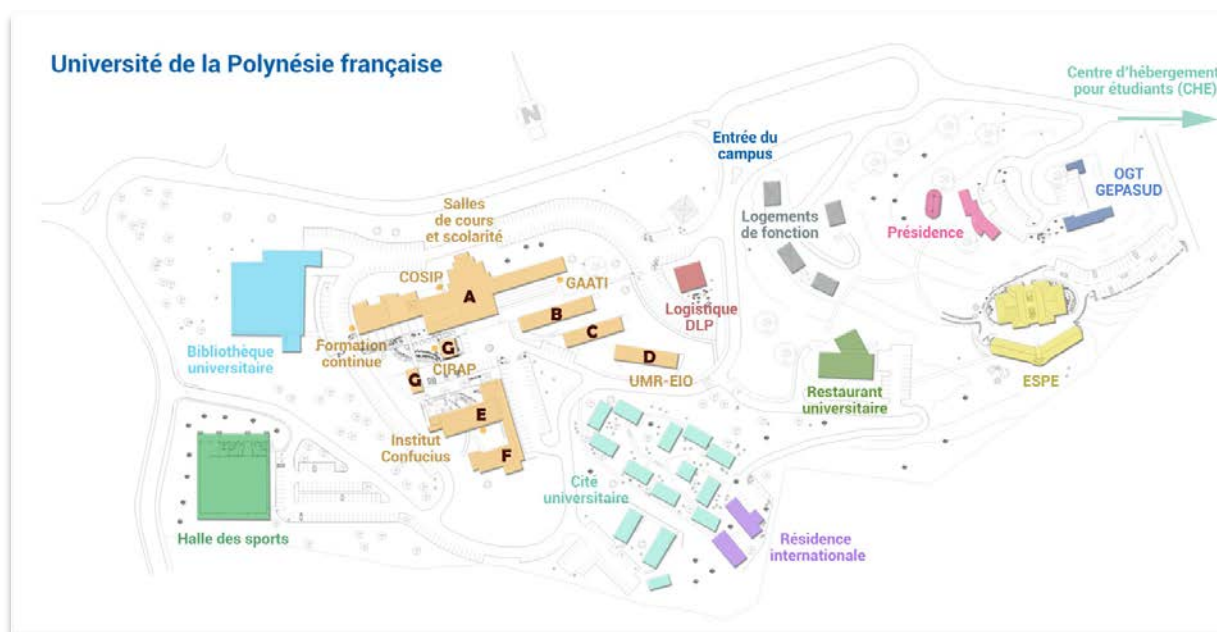 Université de la Polynésie française
N
Centre d'hébergement
pour étudiants (CHE)
Entrée du
campus
OGT
GEPASUD
Salles
de cours
et scolarité
Logements
de fonction
Présidence
COSIP
GAATI
A
B
C
D
Logistique
DLP
Bibliothèque
universitaire
Formation
continue
G
CIRAP
G
UMR-EIO
Restaurant
universitaire
ESPE
E
Institut
Confucius
F
Cité
universitaire
Halle des sports
Résidence
internationale